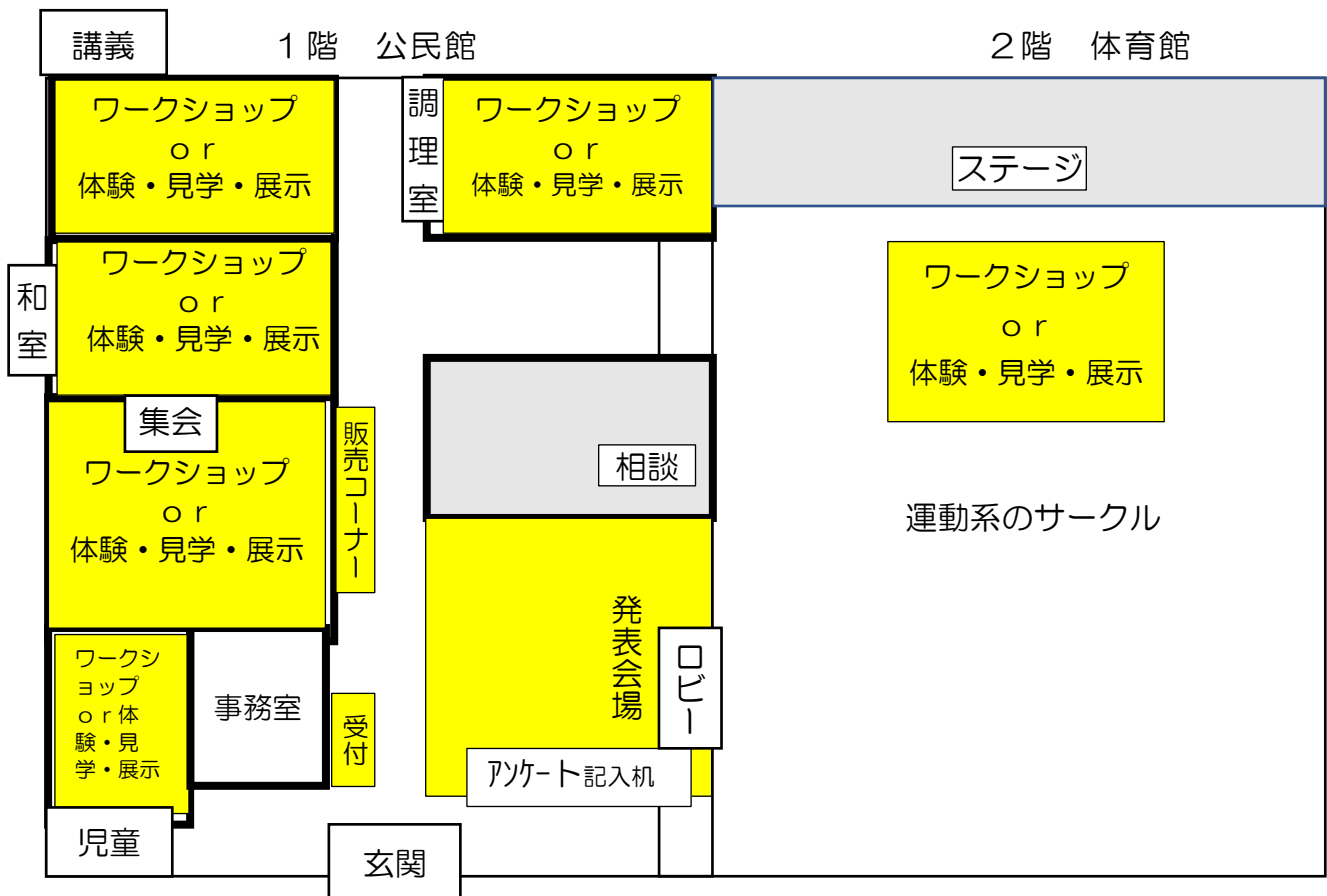 講義
1階　公民館
2階　体育館
ワークショップ
ｏｒ
体験・見学・展示
調理室
ワークショップ
ｏｒ
体験・見学・展示
ステージ
和室
ワークショップ
ｏｒ
体験・見学・展示
ワークショップ
ｏｒ
体験・見学・展示
集会
ワークショップ
ｏｒ
体験・見学・展示
販売コーナー
相談
運動系のサークル
発表会場
ロビー
ワークシ
ョップ
ｏｒ体
験・見
学・展示
事務室
受付
ｱﾝｹｰﾄ記入机
児童
玄関